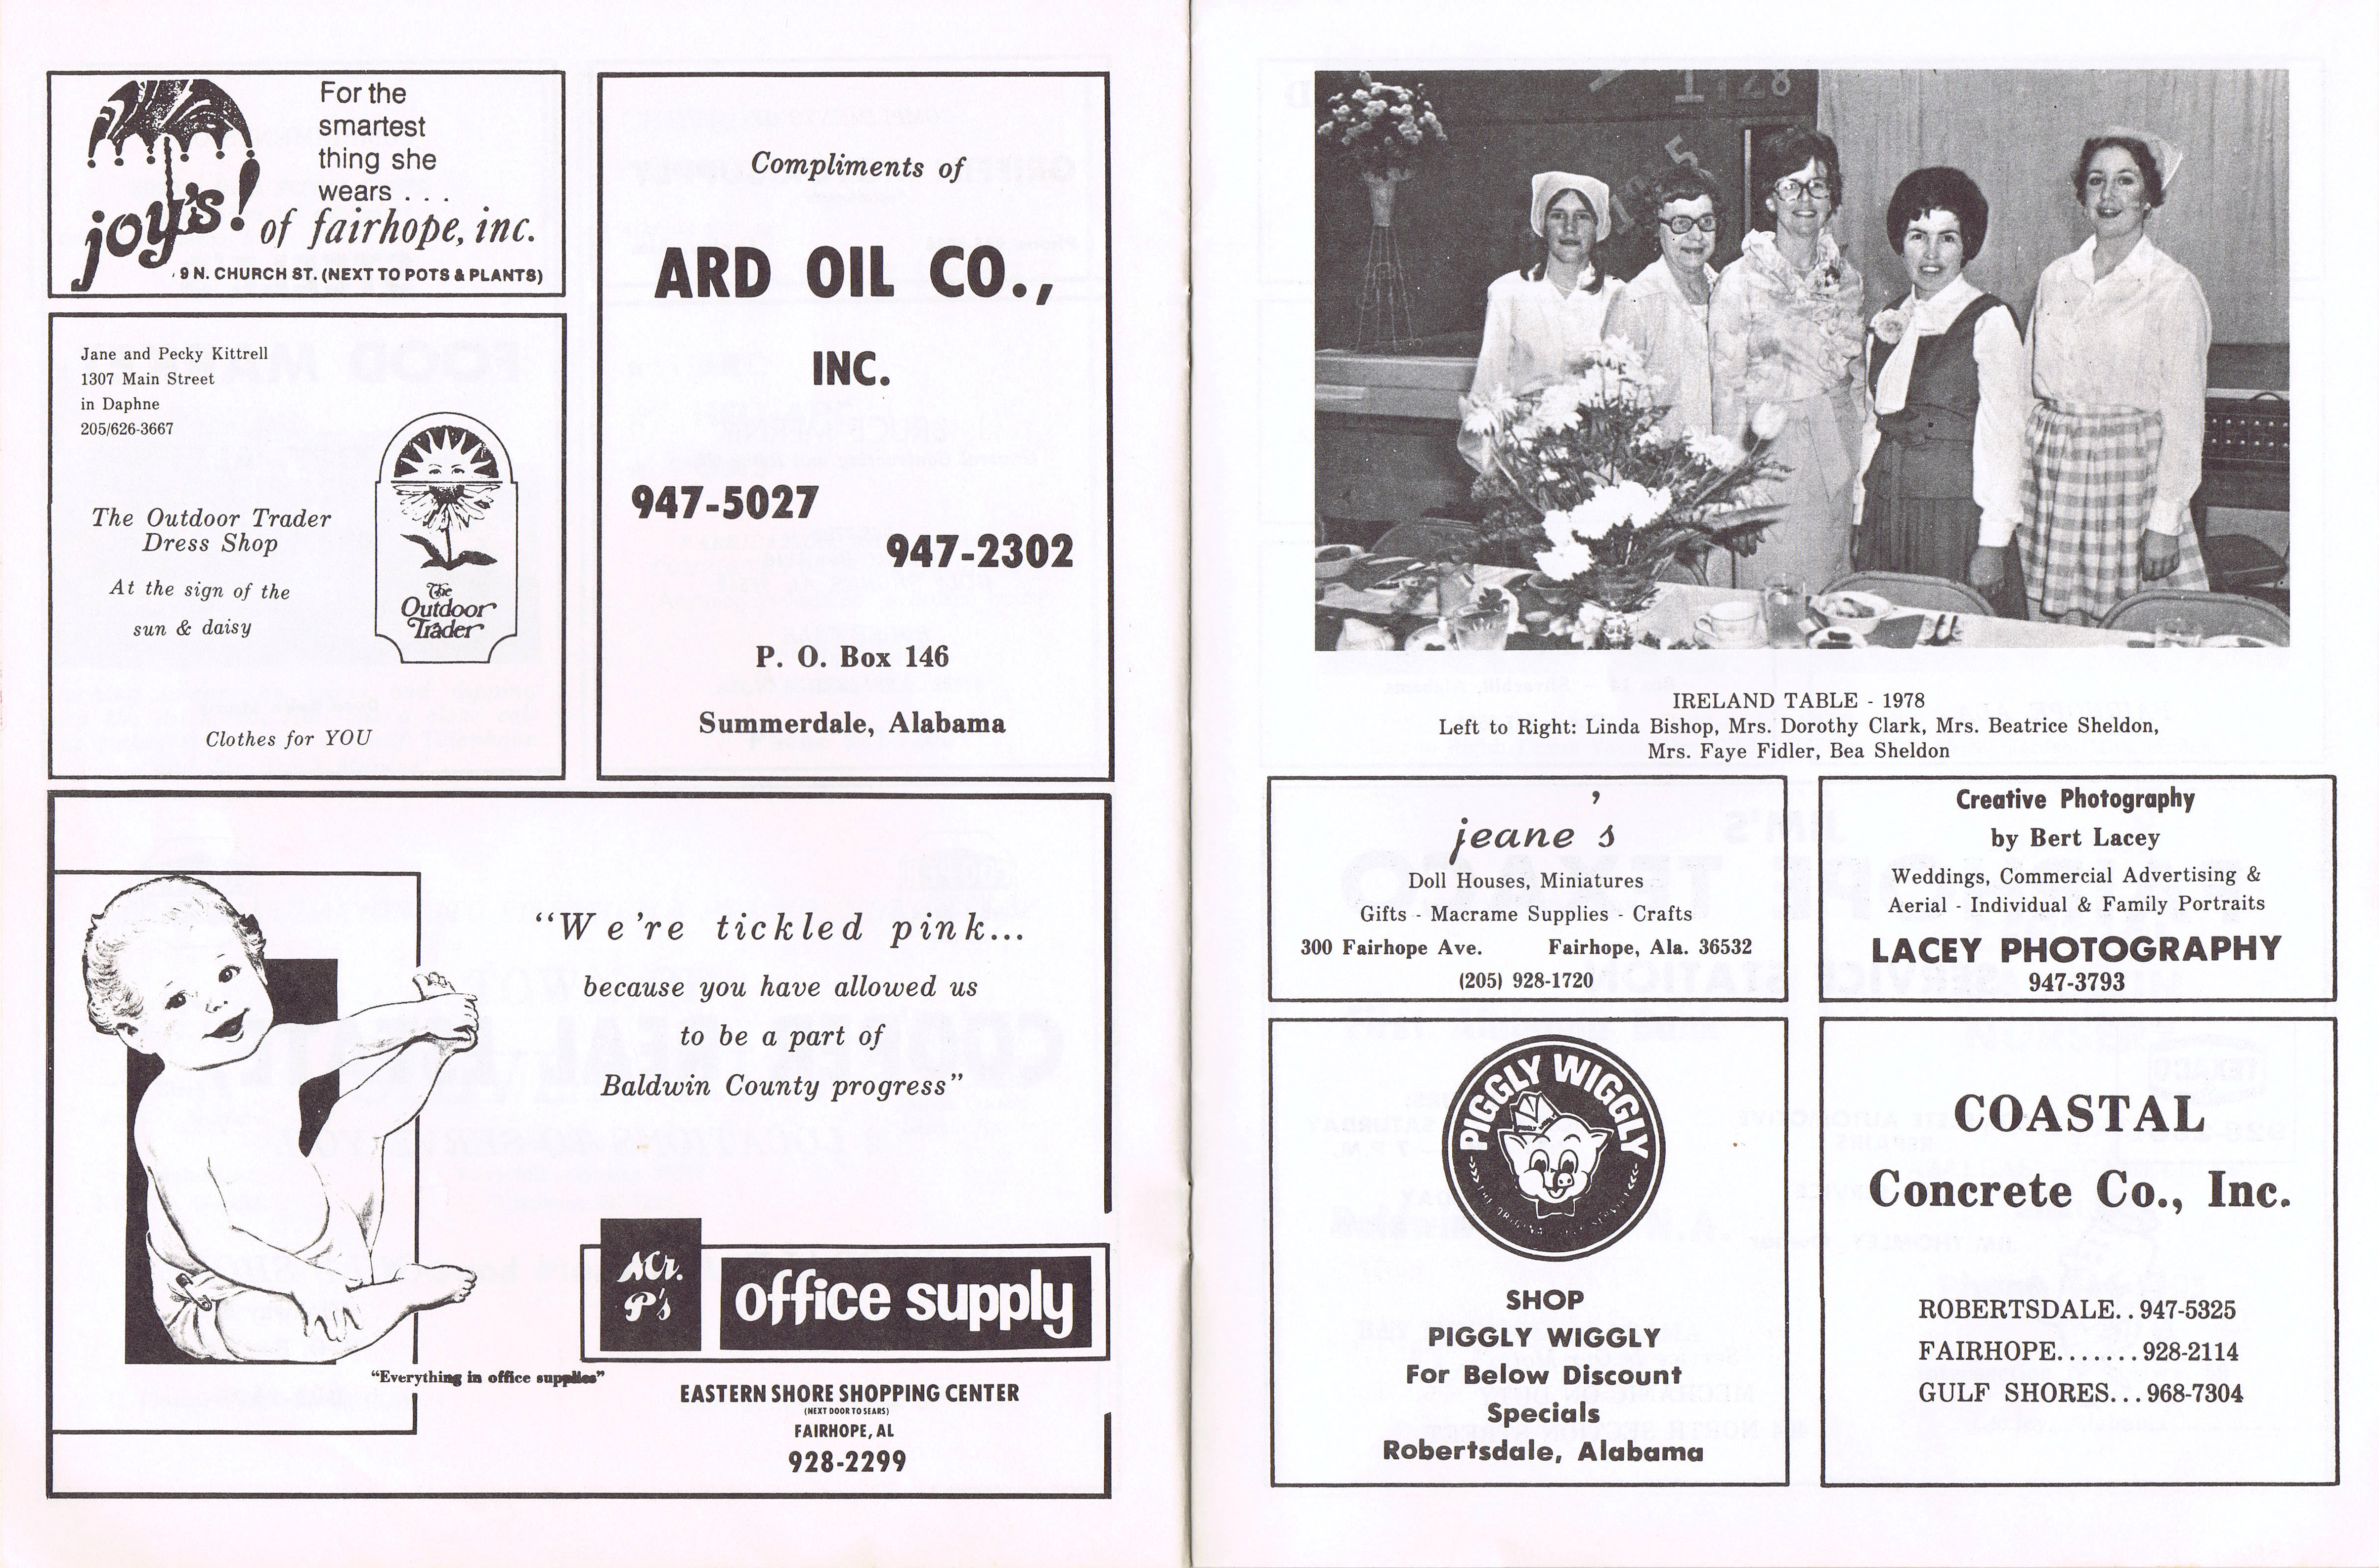 For the
smartest
thing she
wears . . .
joy's!
of fairhope, inc.
9 N. CHURCH ST. (NEXT TO POTS & PLANTS)
Jane and Pecky Kittrell
1307 Main Street
in Daphne
205/626-3667
The Outdoor Trader
Dress Shop
At the sign of the
sun & daisy
The
Outdoor
Trader
Clothes for YOU
Compliments of
ARD OIL CO.,
INC.
947-5027
947-2302
P. O. Box 146
Summerdale, Alabama
“We're tickled pink...
because you have allowed us
to be a part of
Baldwin County progress”
Mr.
P's
office supply
“Everything in office supplies”
EASTERN SHORE SHOPPING CENTER
(NEXT DOOR TO SEARS)
FAIRHOPE, AL
928-2299
1 28
5
IRELAND TABLE - 1978
Left to Right: Linda Bishop, Mrs. Dorothy Clark, Mrs. Beatrice Sheldon,
Mrs. Faye Fidler, Bea Sheldon
jeane's
Doll Houses, Miniatures
Gifts - Macrame Supplies - Crafts
300 Fairhope Ave. Fairhope, Ala. 36532
(205) 928-1720
Creative Photography
by Bert Lacey
Weddings, Commercial Advertising &
Aerial - Individual & Family Portraits
LACEY PHOTOGRAPHY
947-3793
PIGGLY WIGGLY
SHOP
PIGGLY WIGGLY
For Below Discount
Specials
Robertsdale, Alabama
COASTAL
Concrete Co., Inc.
ROBERTSDALE. . 947-5325
FAIRHOPE. . . . . . . 928-2114
GULF SHORES. . . 968-7304